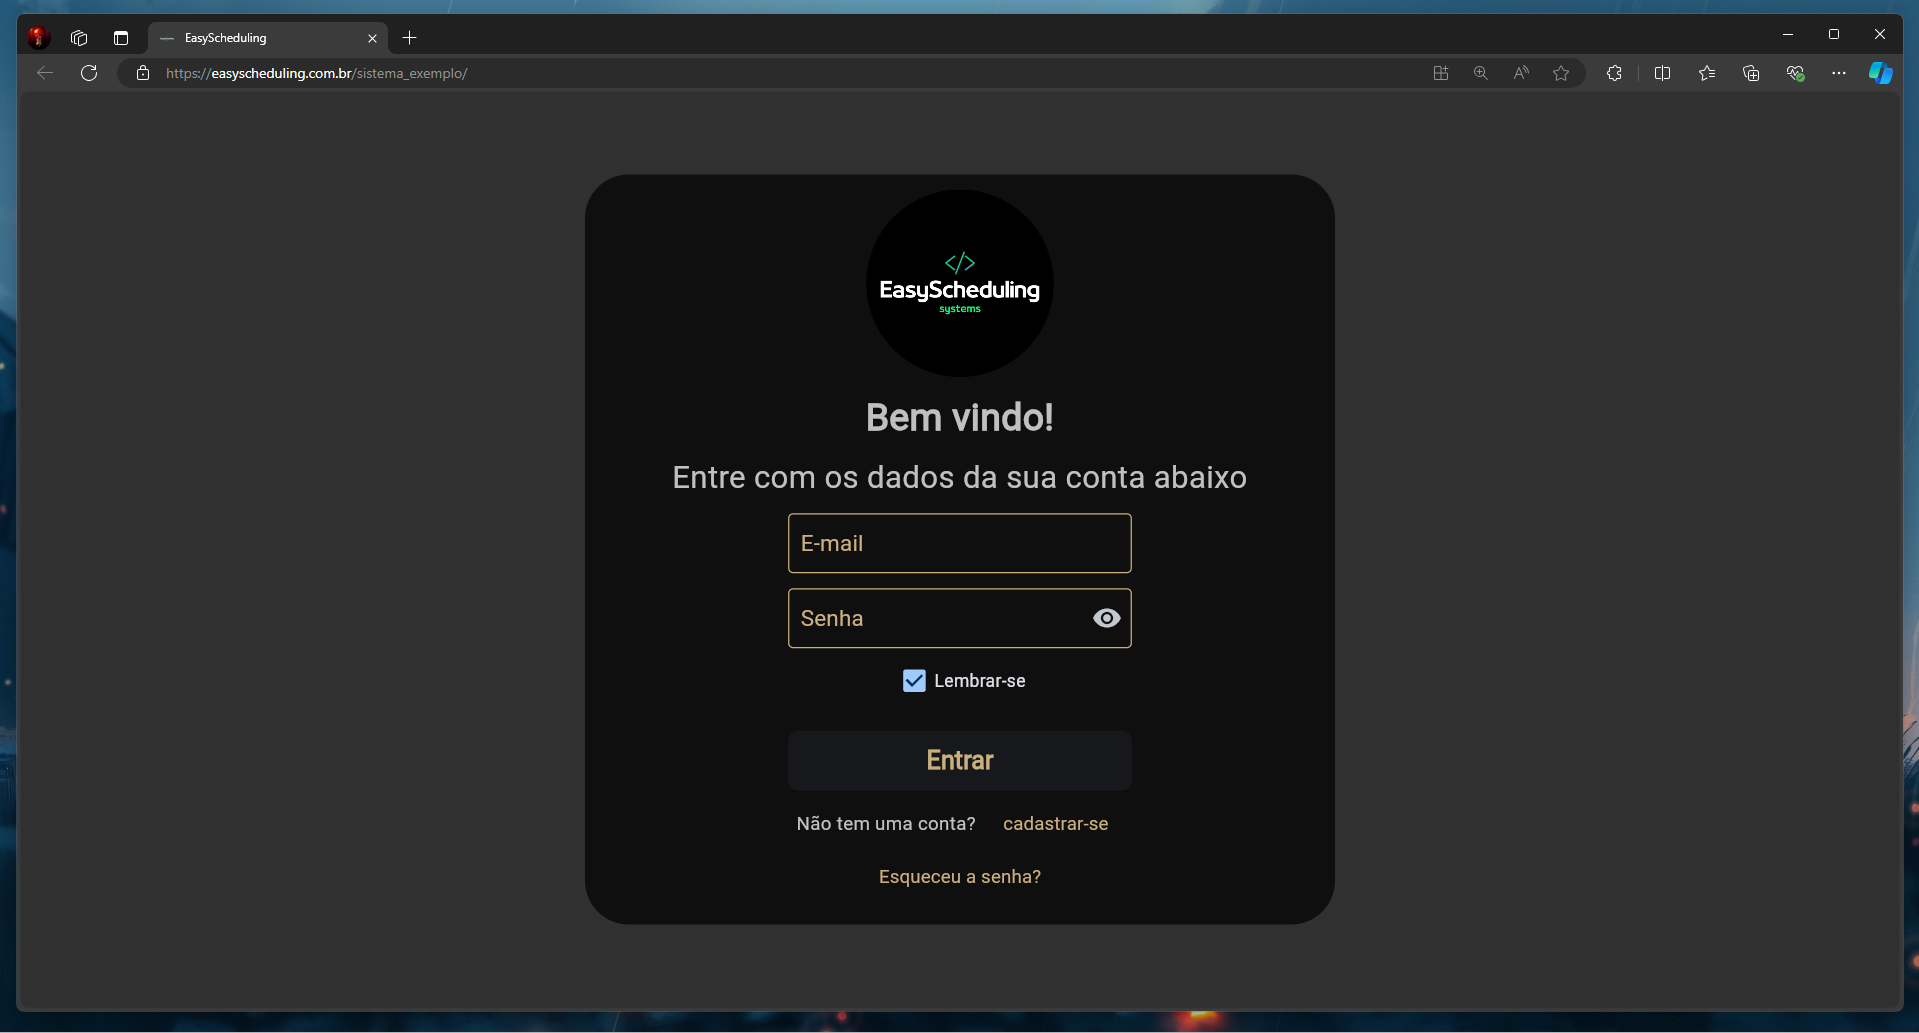 EasyScheduling
https://easyscheduling.com.br/sistema_exemplo/
</>
EasyScheduling
systems
Bem vindo!
Entre com os dados da sua conta abaixo
E-mail
Senha
Lembrar-se
Entrar
Não tem uma conta? cadastrar-se
Esqueceu a senha?